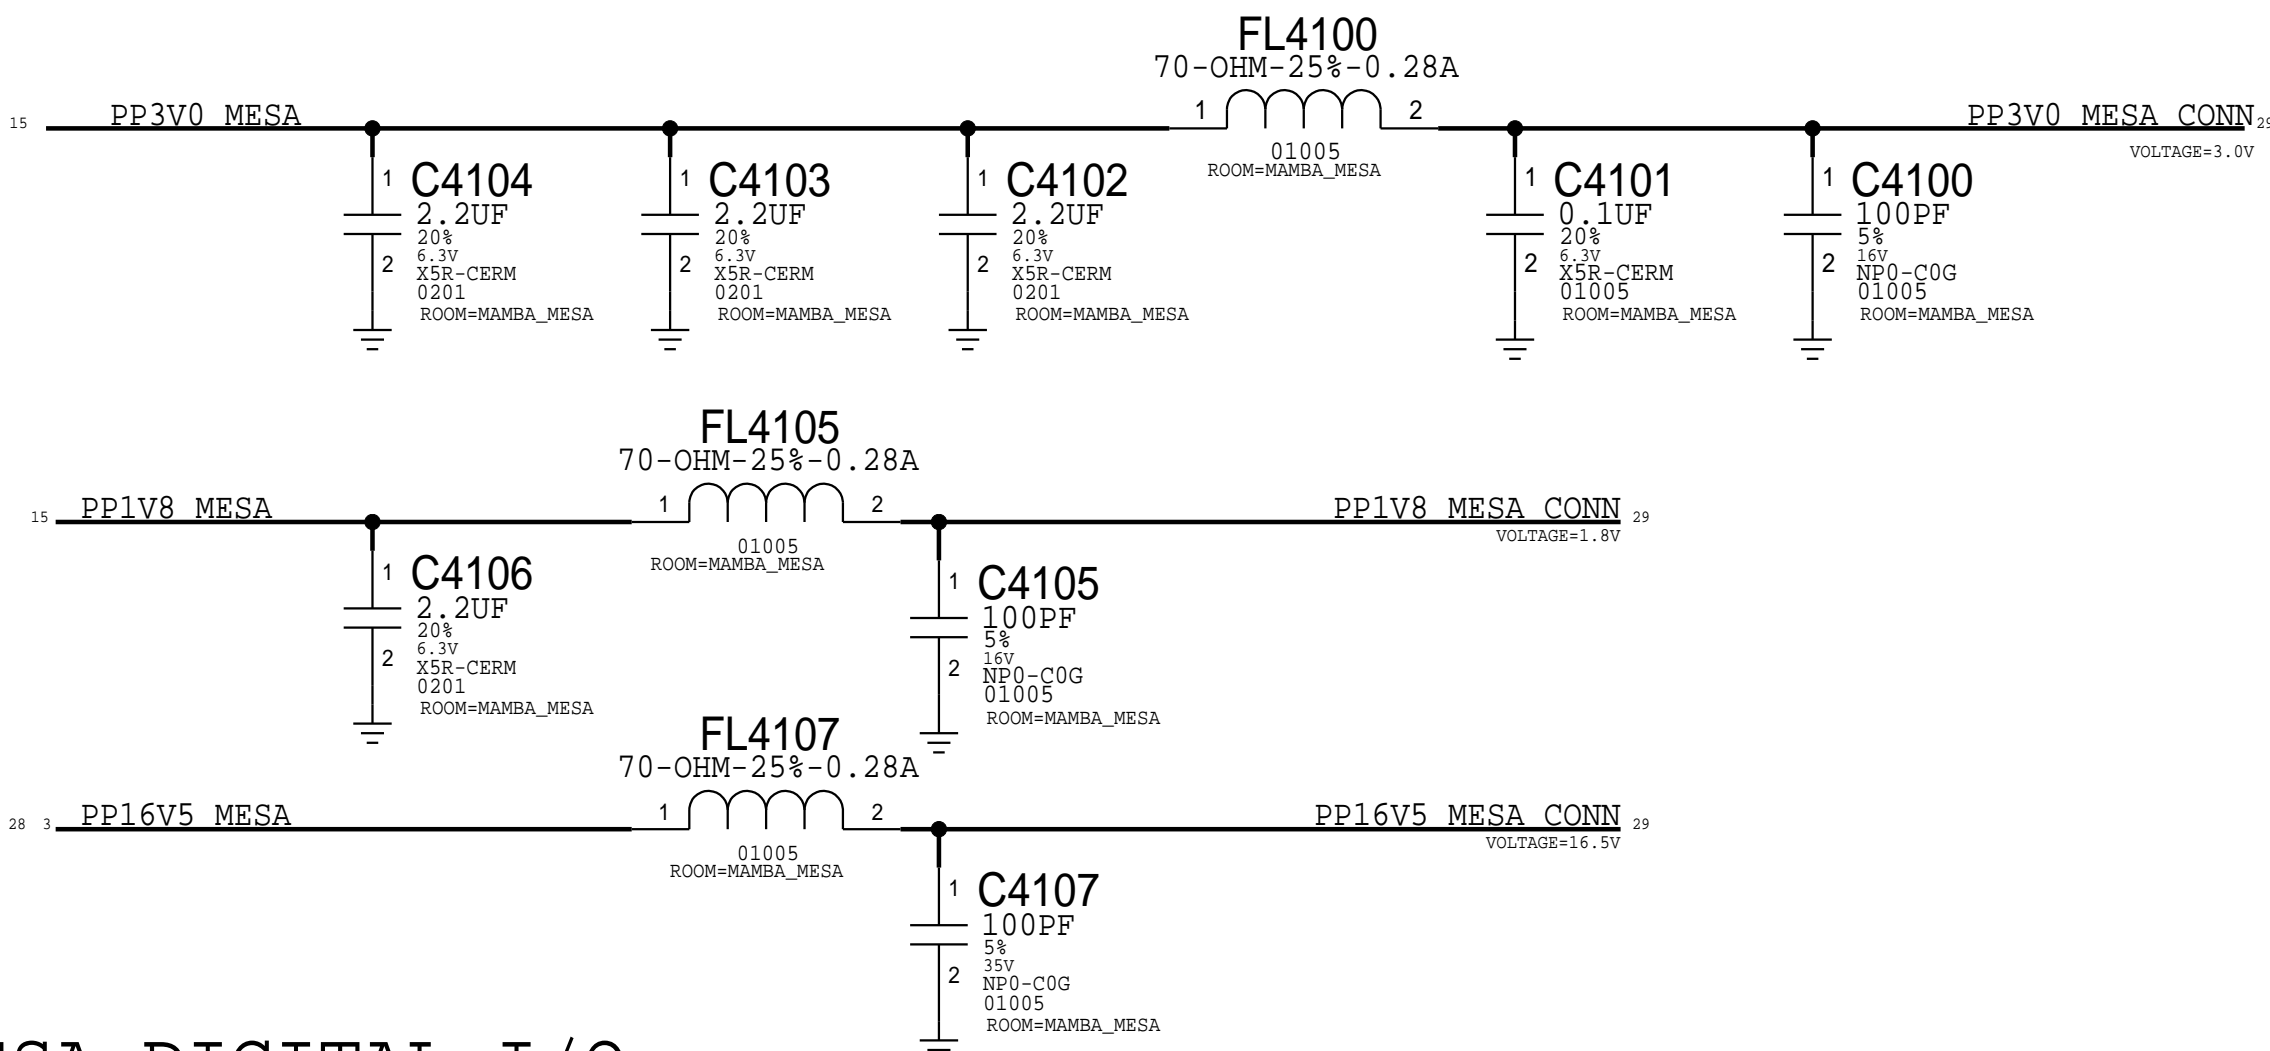 FL4100
70-OHM-25%-0.28A
15 PP3V0 MESA 1 2 PP3V0 MESA CONN 29
01005
ROOM=MAMBA_MESA
VOLTAGE=3.0V
1 C4104
2.2UF
20%
6.3V
2 X5R-CERM
0201
ROOM=MAMBA_MESA
1 C4103
2.2UF
20%
6.3V
2 X5R-CERM
0201
ROOM=MAMBA_MESA
1 C4102
2.2UF
20%
6.3V
2 X5R-CERM
0201
ROOM=MAMBA_MESA
1 C4101
0.1UF
20%
6.3V
2 X5R-CERM
01005
ROOM=MAMBA_MESA
1 C4100
100PF
5%
16V
2 NP0-C0G
01005
ROOM=MAMBA_MESA
FL4105
70-OHM-25%-0.28A
15 PP1V8 MESA 1 2 PP1V8 MESA CONN 29
01005
ROOM=MAMBA_MESA
VOLTAGE=1.8V
1 C4106
2.2UF
20%
6.3V
2 X5R-CERM
0201
ROOM=MAMBA_MESA
1 C4105
100PF
5%
16V
2 NP0-C0G
01005
ROOM=MAMBA_MESA
FL4107
70-OHM-25%-0.28A
28 3 PP16V5 MESA 1 2 PP16V5 MESA CONN 29
01005
ROOM=MAMBA_MESA
VOLTAGE=16.5V
1 C4107
100PF
5%
35V
2 NP0-C0G
01005
ROOM=MAMBA_MESA
DIGITAL I/O